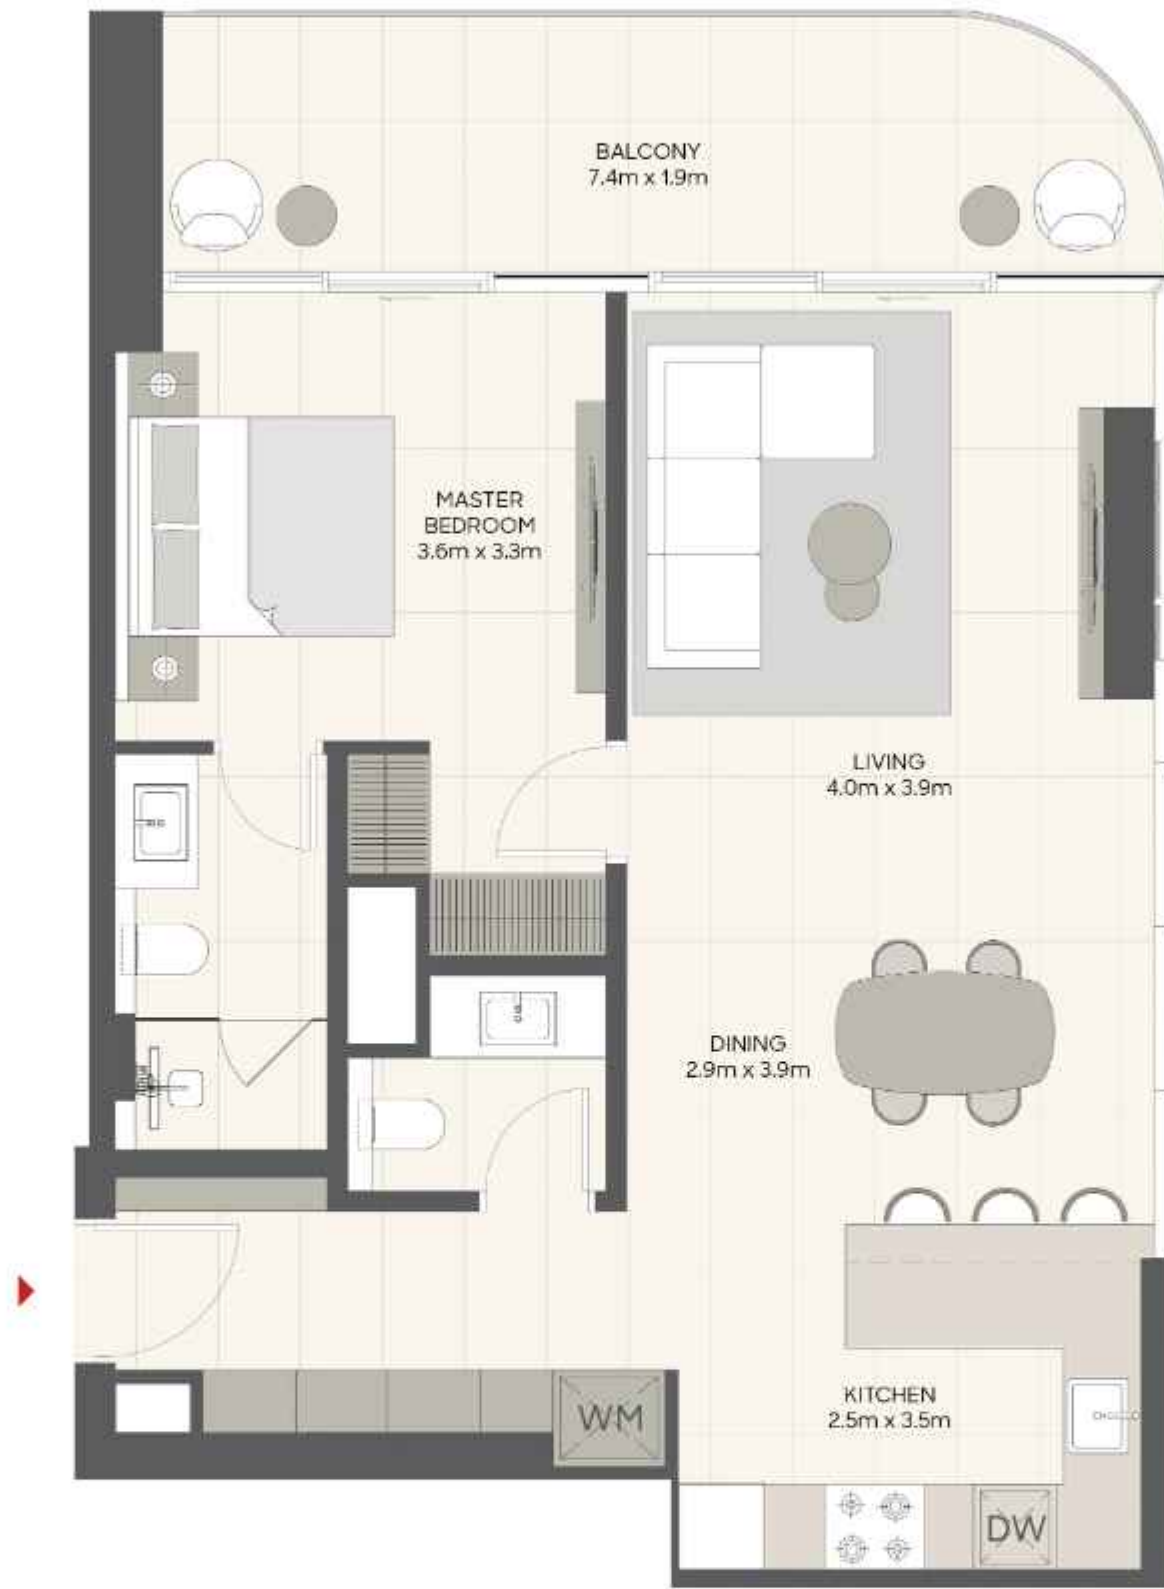 BALCONY
7.4m x 1.9m
MASTER
BEDROOM
3.6m x 3.3m
LIVING
4.0m x 3.9m
DINING
2.9m x 3.9m
KITCHEN
2.5m x 3.5m
WM
DW